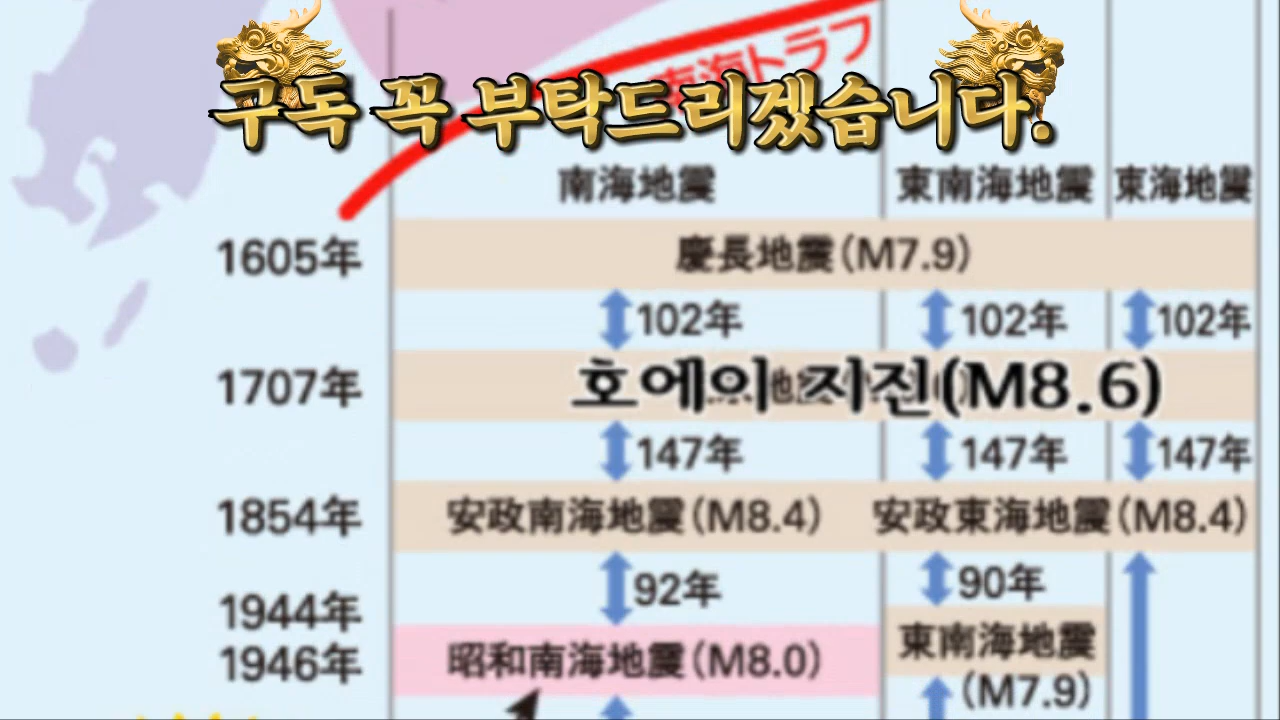 南海トラフ
구독 꼭 부탁드리겠습니다.
南海地震 東南海地震 東海地震
1605年 慶長地震(M7.9)
102年 102年 102年
1707年 호에이 지진(M8.6)
147年 147年 147年
1854年 安政南海地震(M8.4) 安政東海地震(M8.4)
92年 90年
1944年 東南海地震
1946年 昭和南海地震(M8.0) (M7.9)